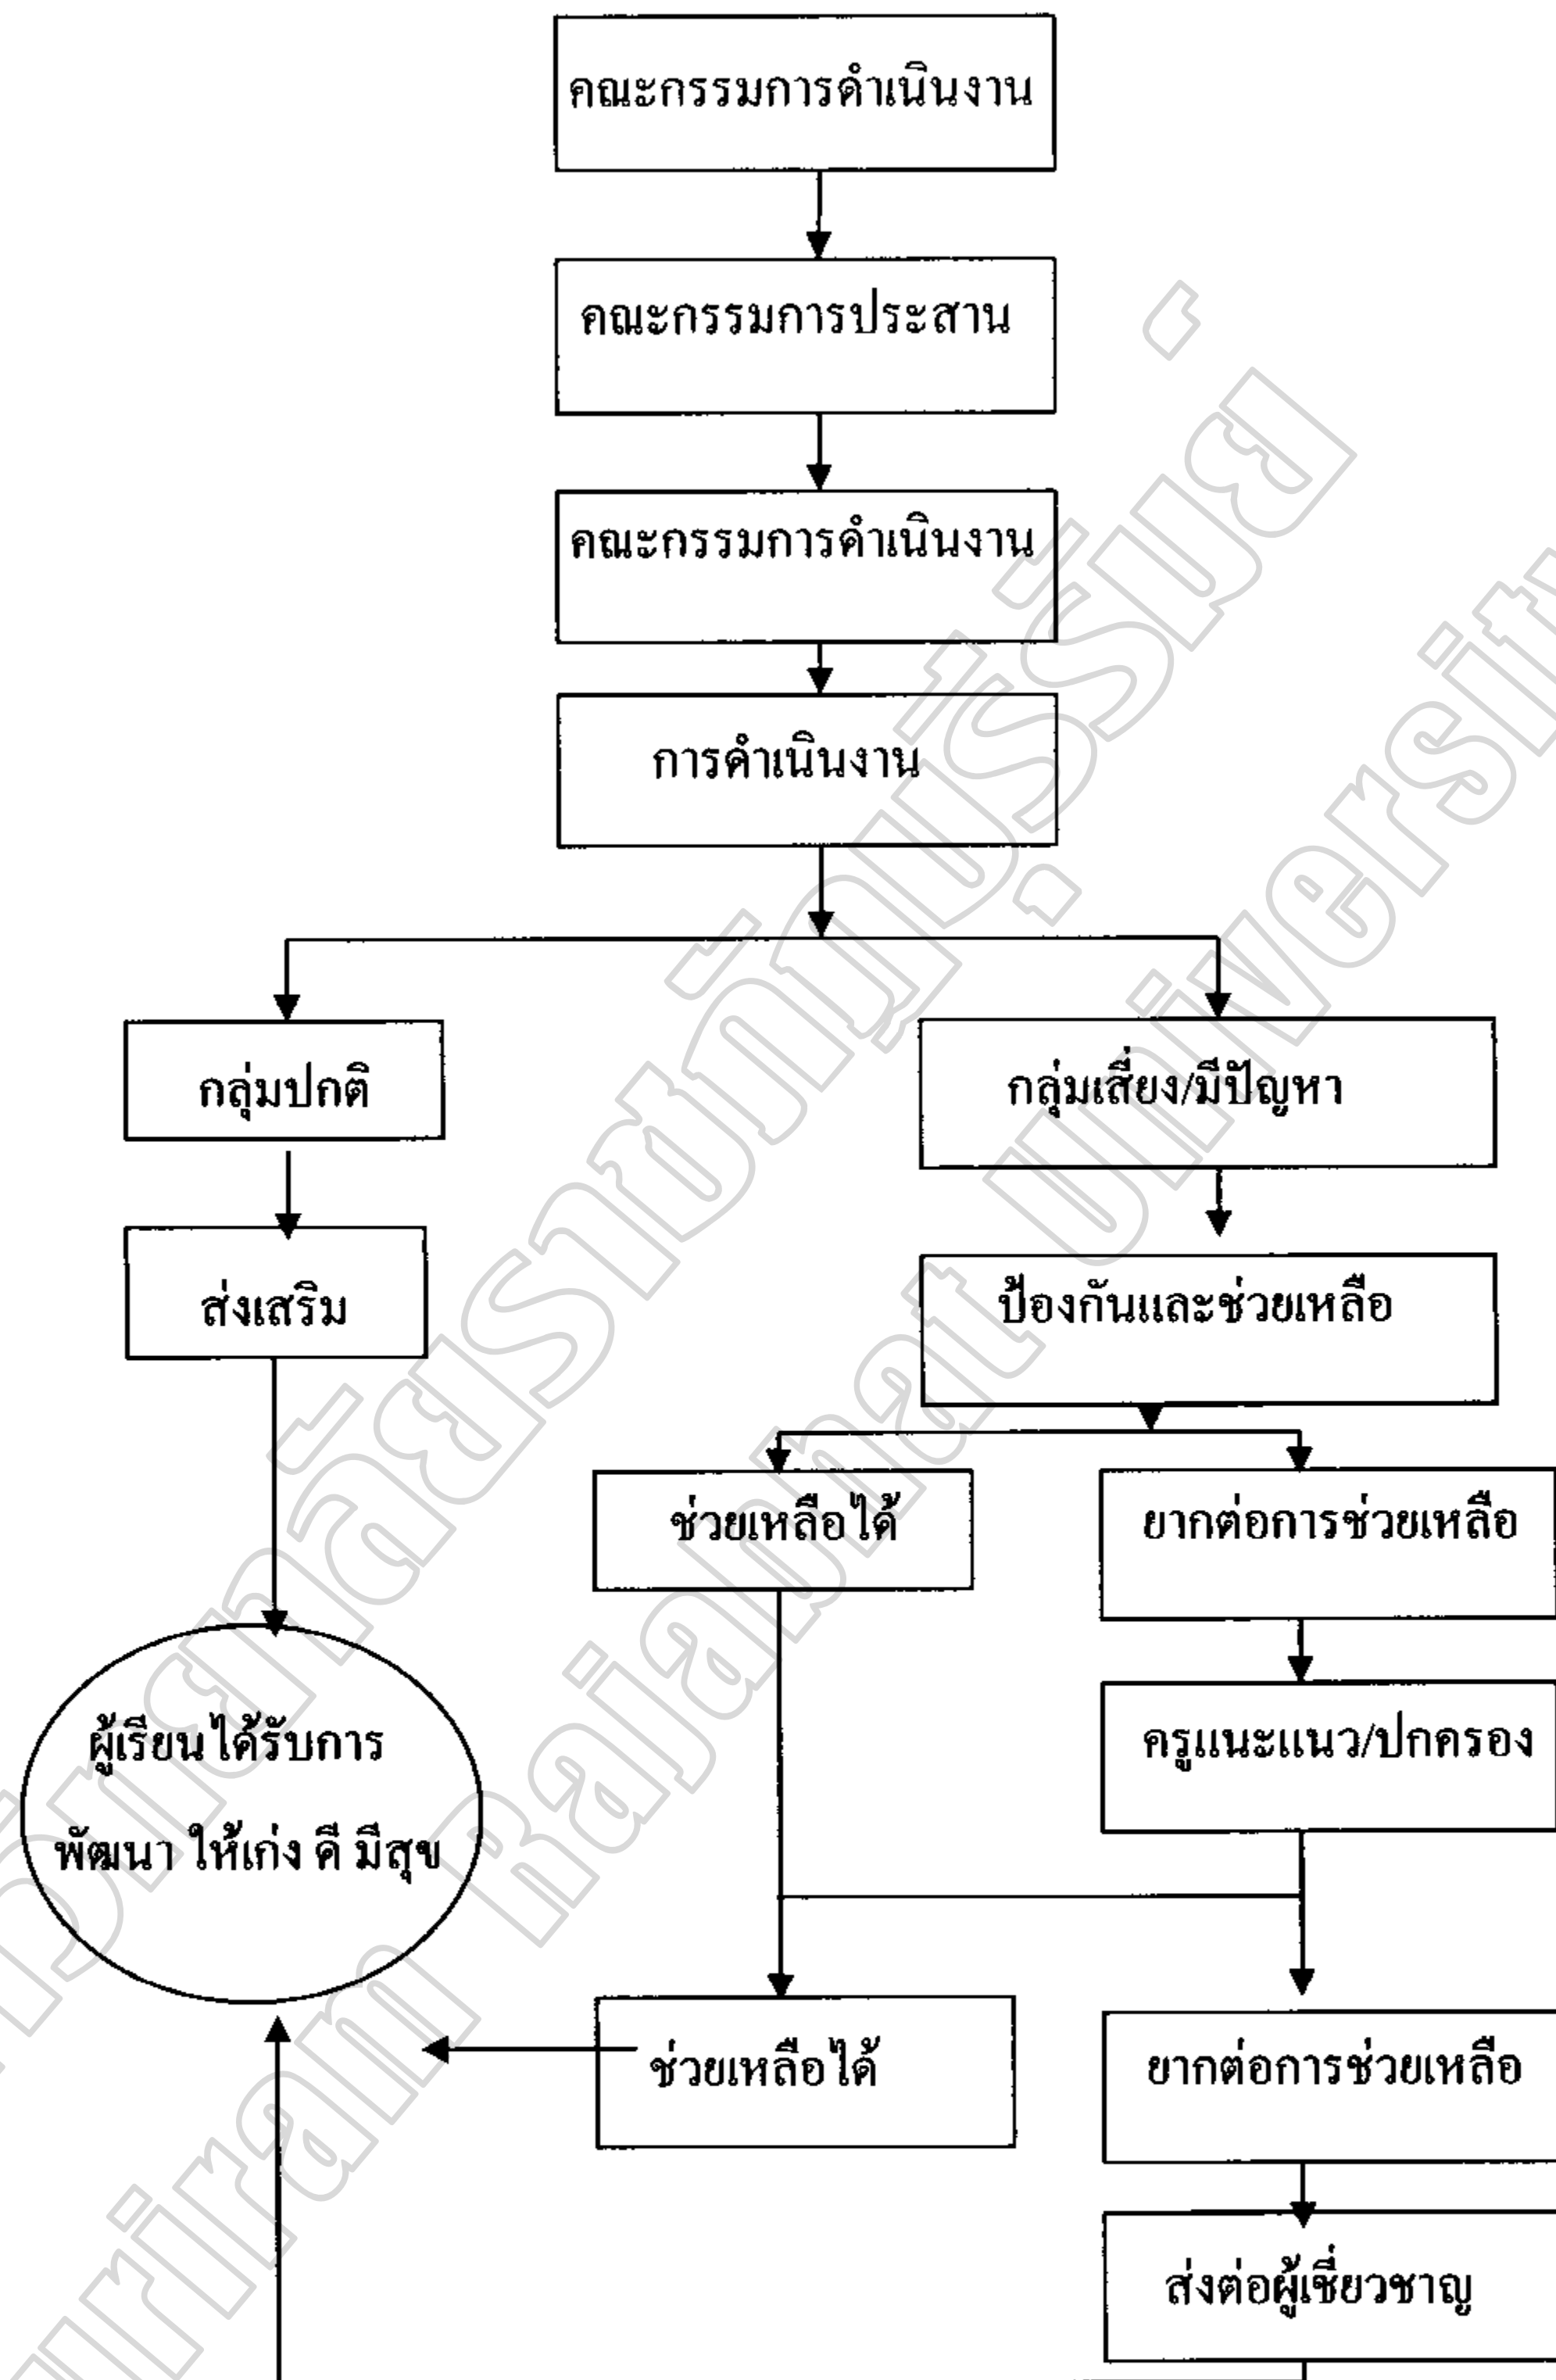 คณะกรรมการดำเนินงาน
คณะกรรมการประสาน
คณะกรรมการดำเนินงาน
การดำเนินงาน
กลุ่มปกติ
กลุ่มเสี่ยง/มีปัญหา
ส่งเสริม
ป้องกันและช่วยเหลือ
ช่วยเหลือได้
ยากต่อการช่วยเหลือ
ครูแนะแนว/ปกครอง
ผู้เรียนได้รับการ
พัฒนา ให้เก่ง ดี มีสุข
ช่วยเหลือได้
ยากต่อการช่วยเหลือ
ส่งต่อผู้เชี่ยวชาญ
Rajabhat University